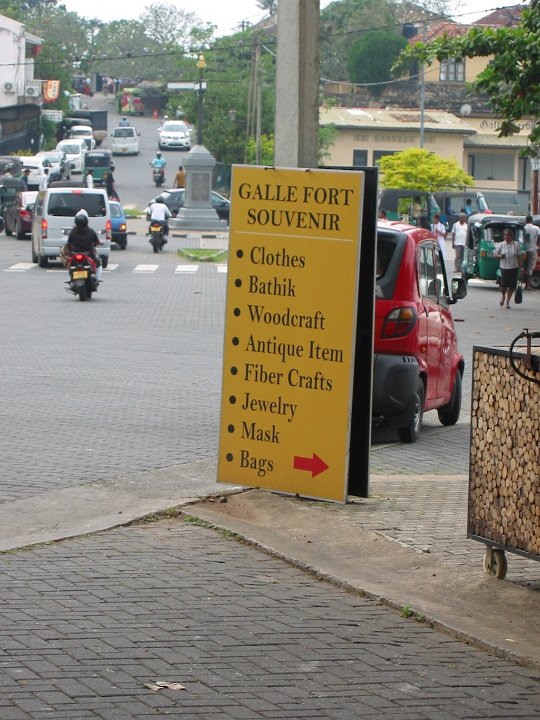 GALLE FORT
SOUVENIR
• Clothes
• Bathik
• Woodcraft
• Antique Item
• Fiber Crafts
• Jewelry
• Mask
• Bags